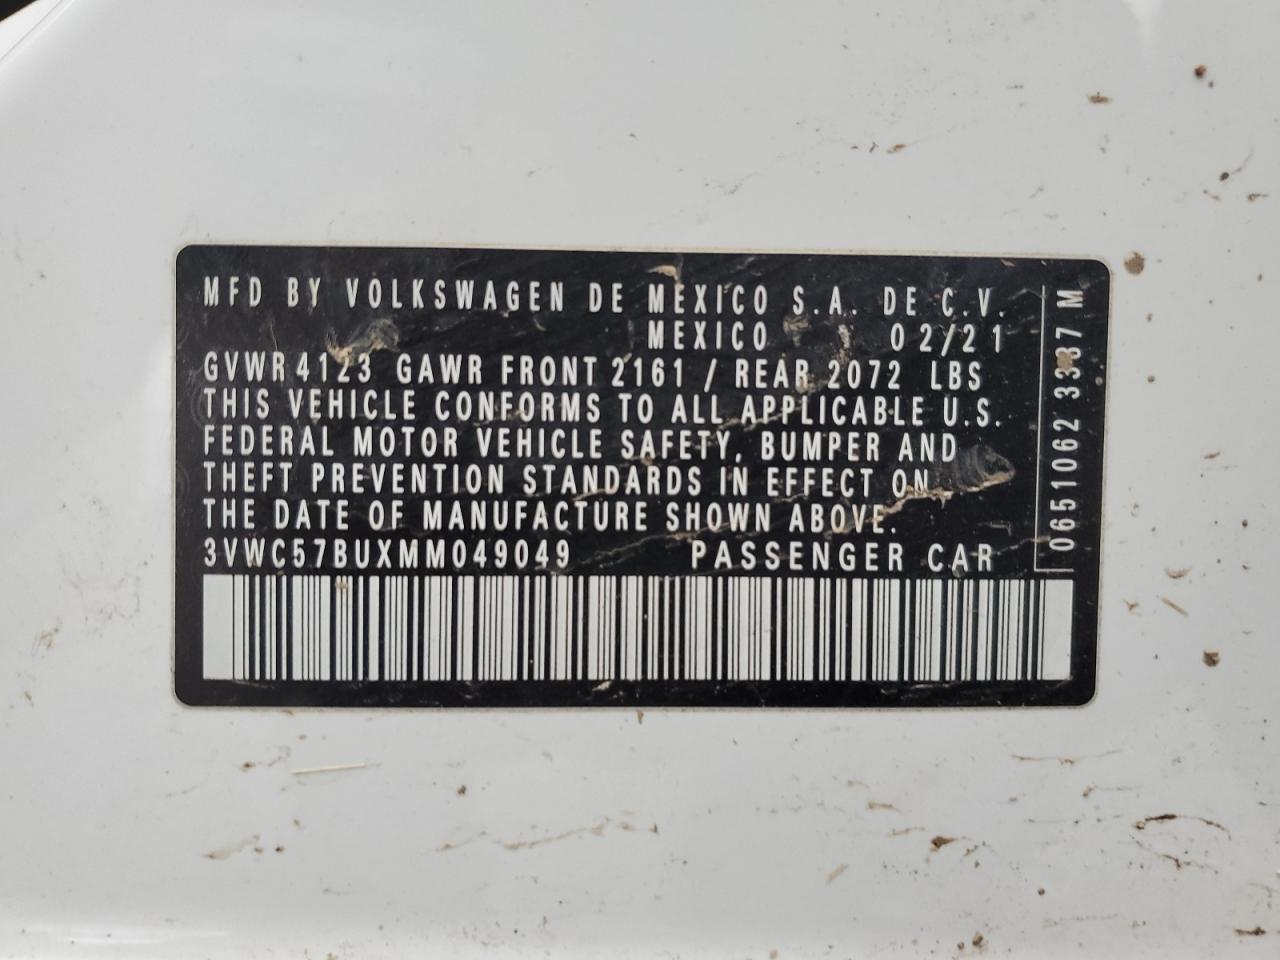 MFD BY VOLKSWAGEN DE MEXICO S.A. DE C.V.
MEXICO 02/21
GVWR 4123 GAWR FRONT 2161 / REAR 2072 LBS
THIS VEHICLE CONFORMS TO ALL APPLICABLE U.S.
FEDERAL MOTOR VEHICLE SAFETY, BUMPER AND
THEFT PREVENTION STANDARDS IN EFFECT ON
THE DATE OF MANUFACTURE SHOWN ABOVE.
3VWC57BUXMM049049 PASSENGER CAR
0651062 3387 M